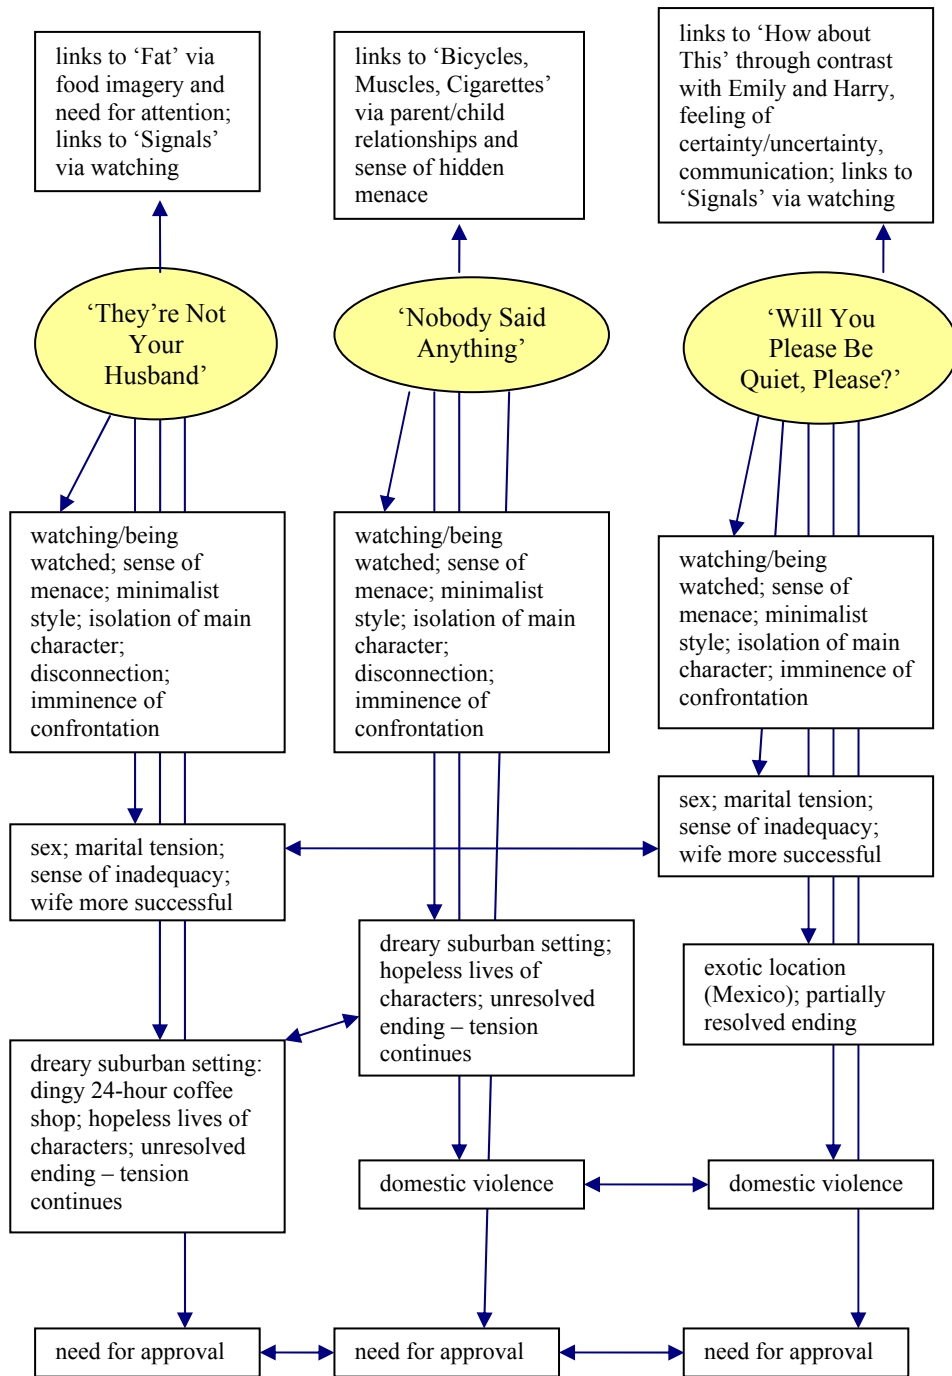 links to ‘Fat’ via
food imagery and
need for attention;
links to ‘Signals’
via watching
links to ‘Bicycles,
Muscles, Cigarettes’
via parent/child
relationships and
sense of hidden
menace
links to ‘How about
This’ through contrast
with Emily and Harry,
feeling of
certainty/uncertainty,
communication; links to
‘Signals’ via watching
‘They’re Not
Your
Husband’
‘Nobody Said
Anything’
‘Will You
Please Be
Quiet, Please?’
watching/being
watched; sense of
menace; minimalist
style; isolation of main
character;
disconnection;
imminence of
confrontation
watching/being
watched; sense of
menace; minimalist
style; isolation of main
character;
disconnection;
imminence of
confrontation
watching/being
watched; sense of
menace; minimalist
style; isolation of main
character; imminence of
confrontation
sex; marital tension;
sense of inadequacy;
wife more successful
sex; marital tension;
sense of inadequacy;
wife more successful
dreary suburban setting;
hopeless lives of
characters; unresolved
ending – tension
continues
exotic location
(Mexico); partially
resolved ending
dreary suburban setting:
dingy 24-hour coffee
shop; hopeless lives of
characters; unresolved
ending – tension
continues
domestic violence
domestic violence
need for approval
need for approval
need for approval